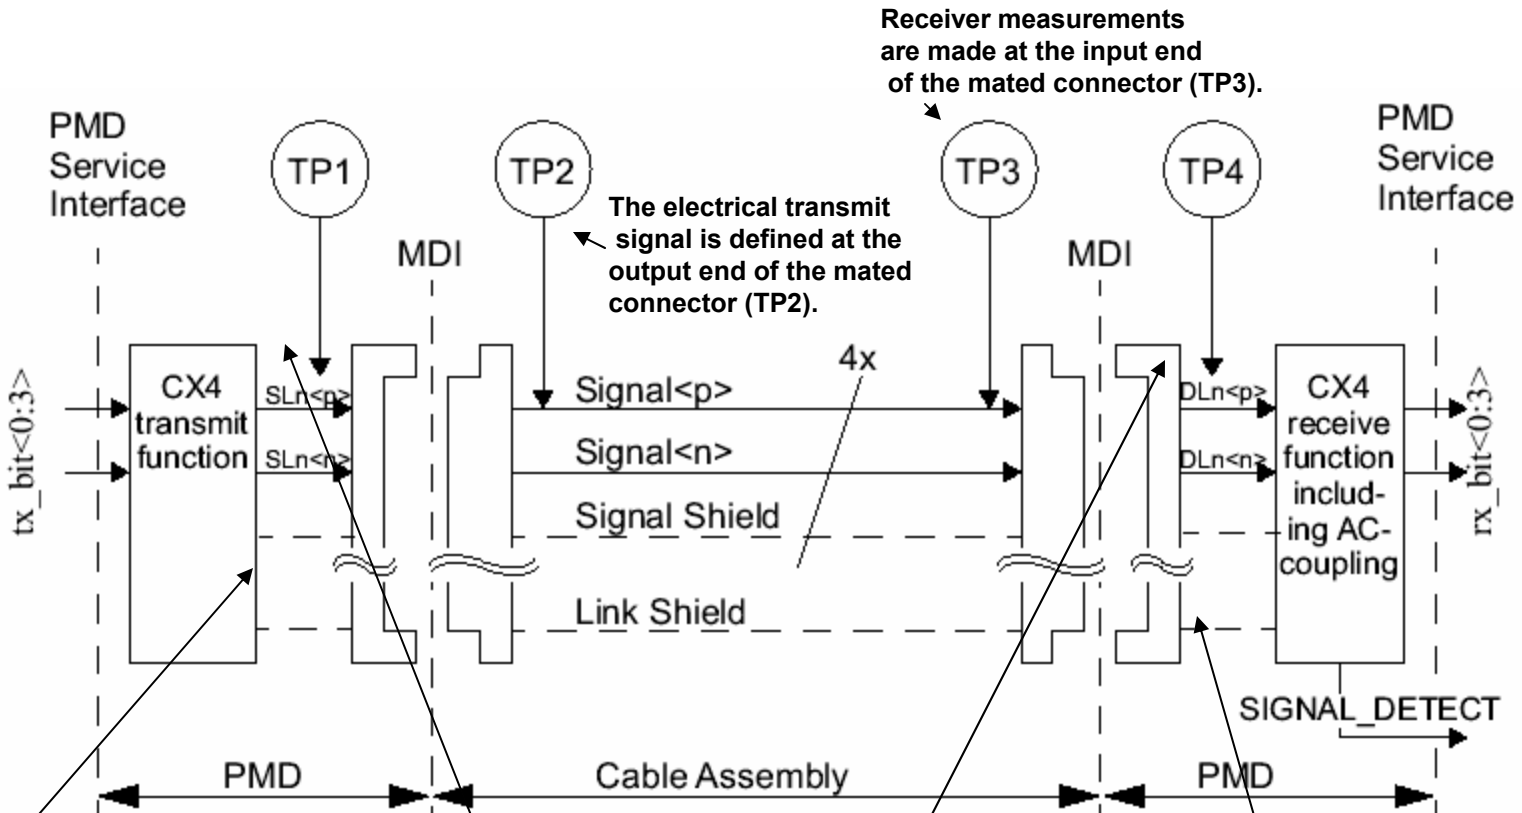 Receiver measurements
are made at the input end
of the mated connector (TP3).
PMD
Service
Interface
TP1
TP2
TP3
TP4
PMD
Service
Interface
The electrical transmit
signal is defined at the
output end of the mated
connector (TP2).
MDI
MDI
4x
tx_bit<0:3>
CX4
transmit
function
SLn<p>
SLn<n>
Signal<p>
Signal<n>
Signal Shield
Link Shield
DLn<p>
DLn<n>
CX4
receive
function
includ-
ing AC-
coupling
rx_bit<0:3>
SIGNAL_DETECT
PMD
Cable Assembly
PMD